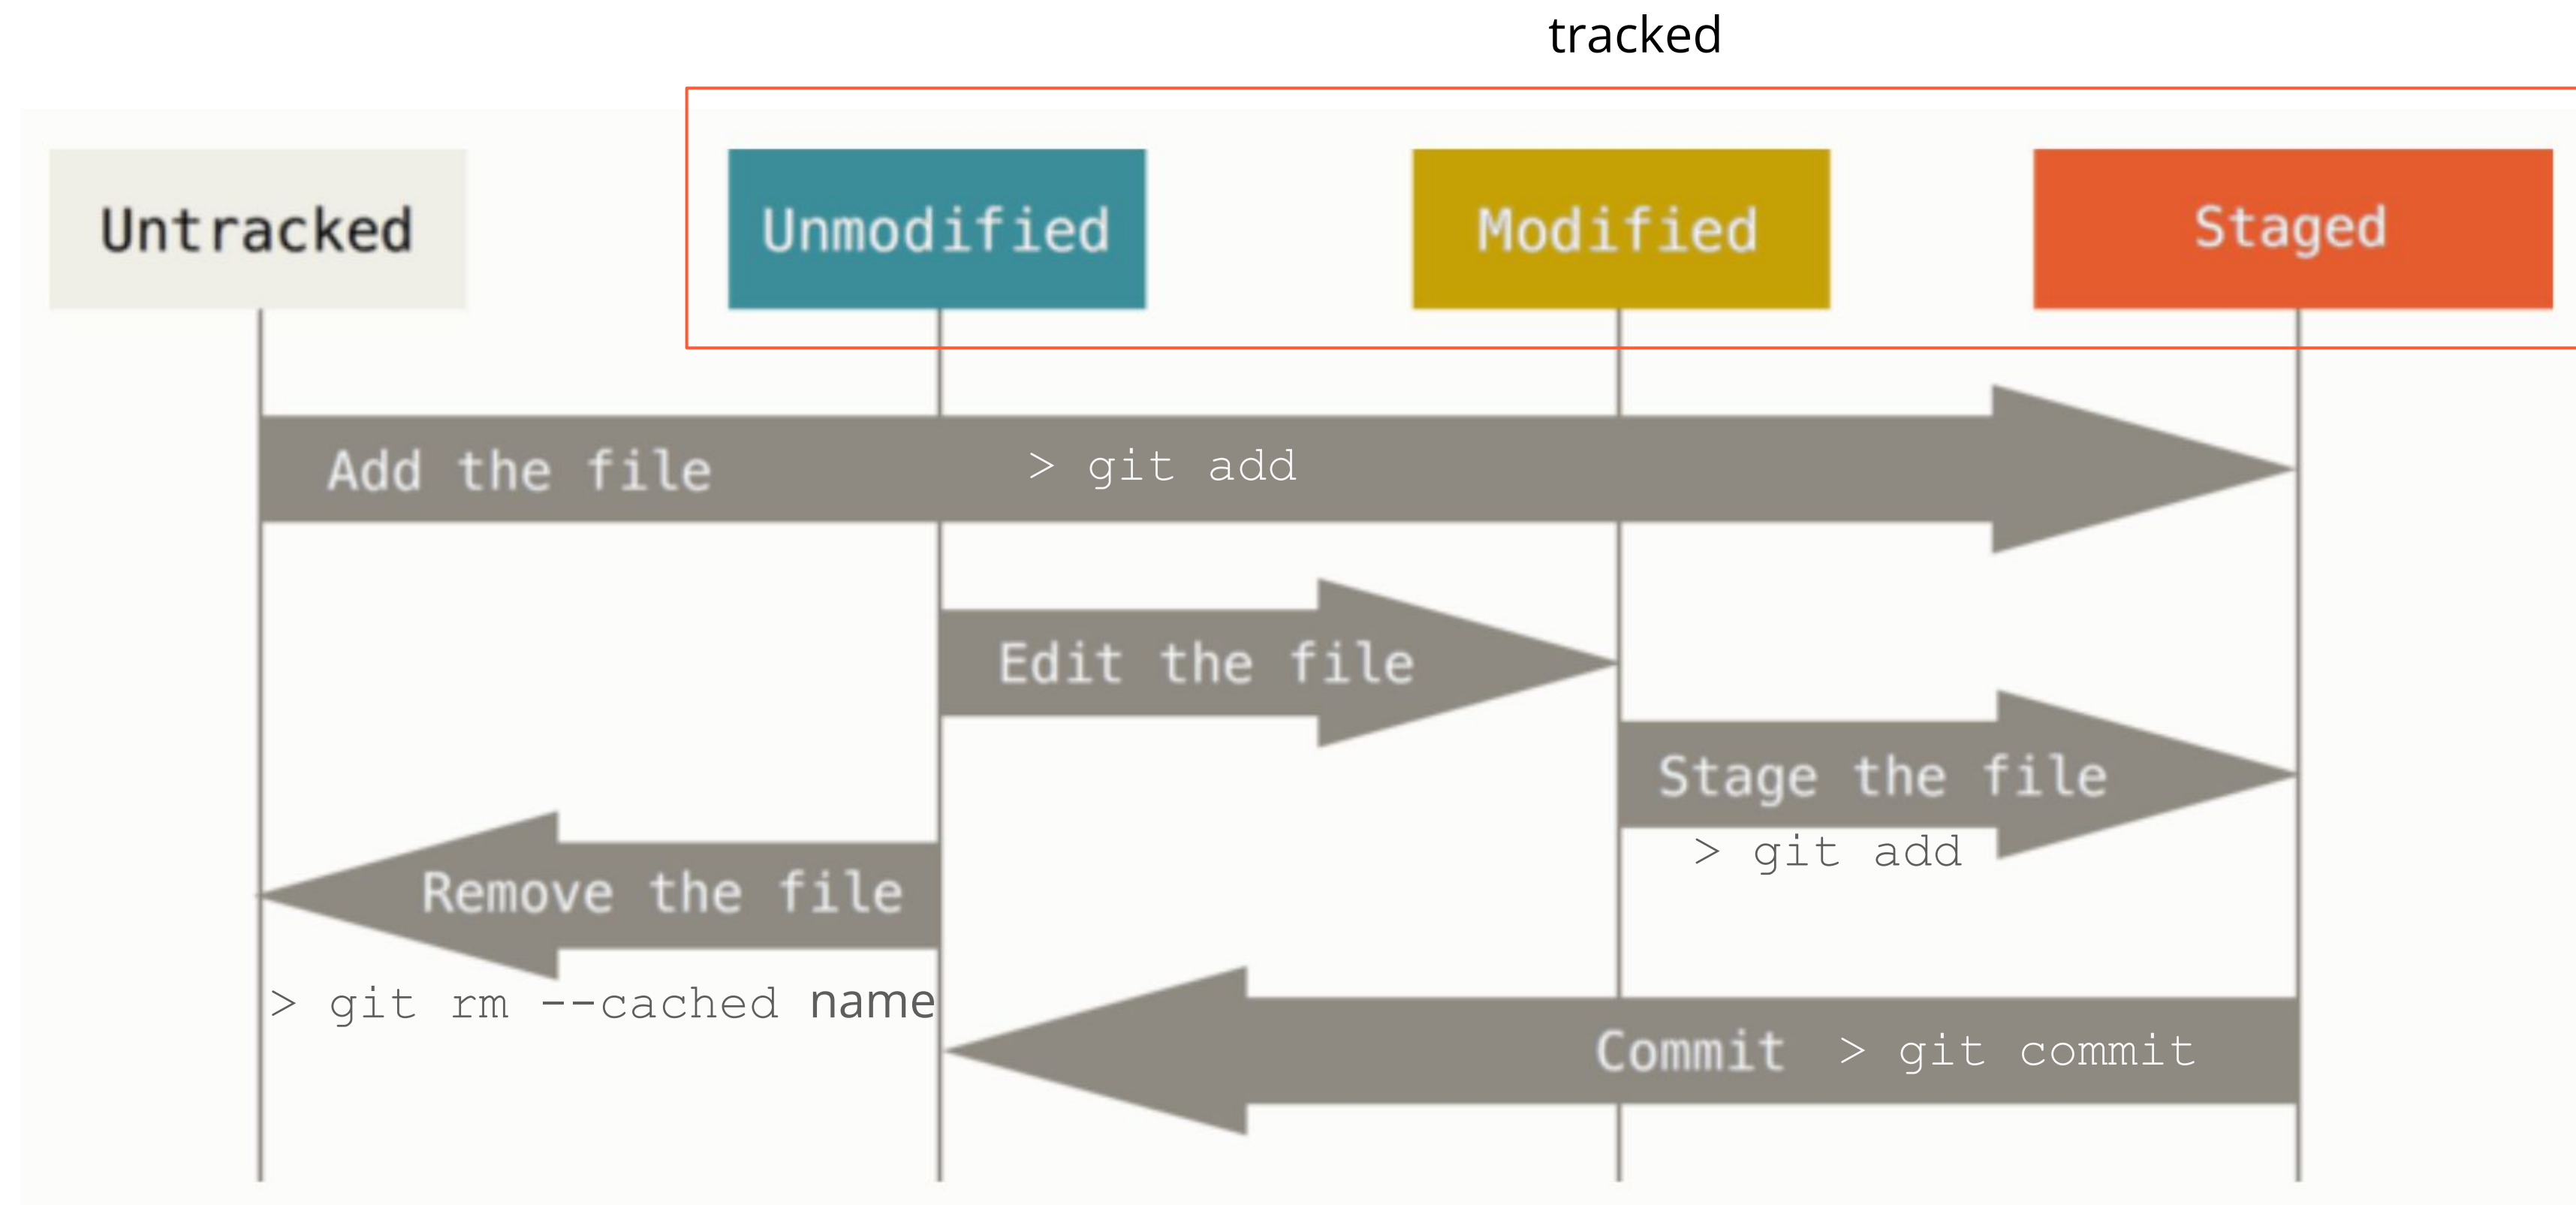 tracked
Untracked
Unmodified
Modified
Staged
Add the file > git add
Edit the file
Stage the file
> git add
Remove the file
> git rm --cached name
Commit > git commit